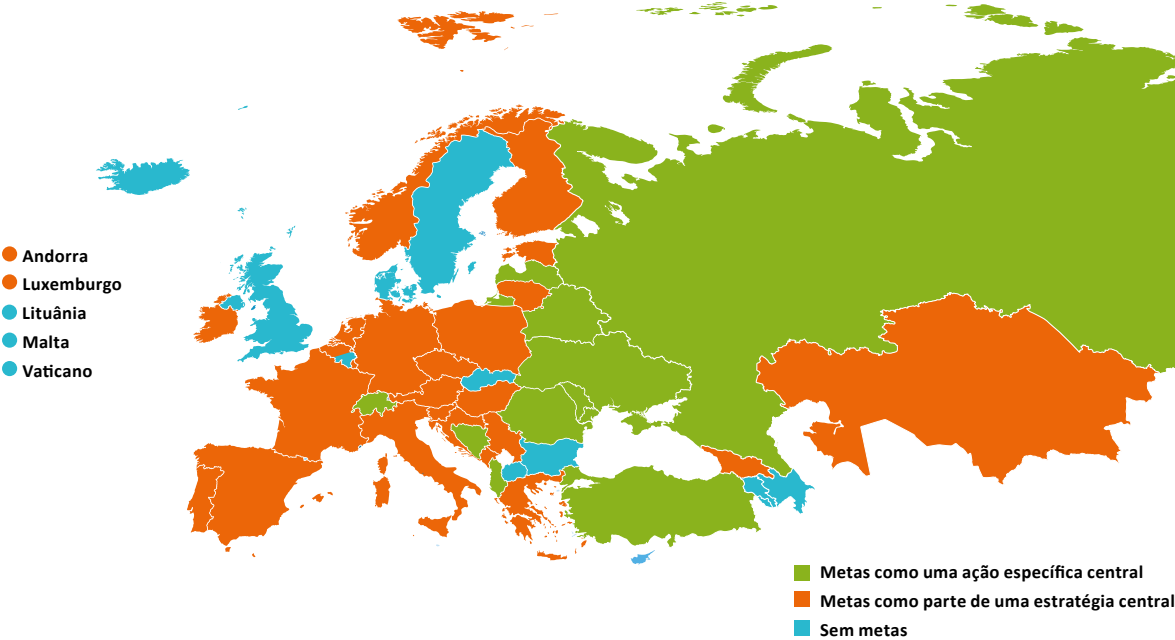 Andorra
Luxemburgo
Lituânia
Malta
Vaticano
Metas como uma ação específica central
Metas como parte de uma estratégia central
Sem metas